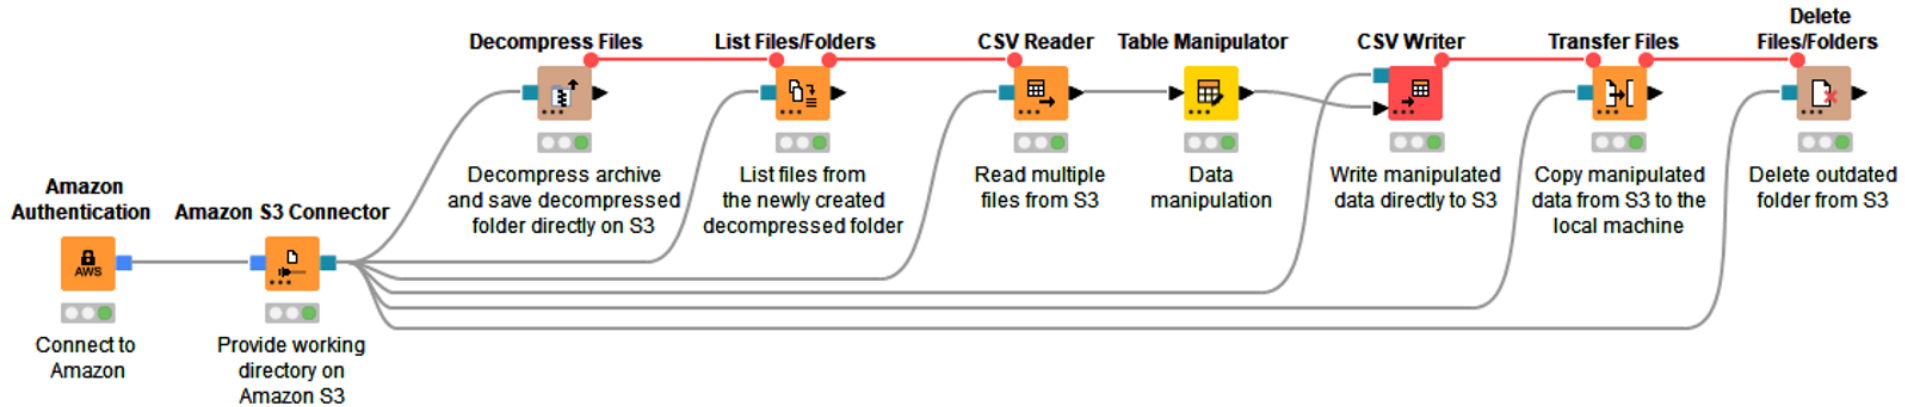 Decompress Files
List Files/Folders
CSV Reader
Table Manipulator
CSV Writer
Transfer Files
Delete
Files/Folders
Decompress archive
and save decompressed
folder directly on S3
List files from
the newly created
decompressed folder
Read multiple
files from S3
Data
manipulation
Write manipulated
data directly to S3
Copy manipulated
data from S3 to the
local machine
Delete outdated
folder from S3
Amazon
Authentication
Amazon S3 Connector
AWS
Connect to
Amazon
Provide working
directory on
Amazon S3